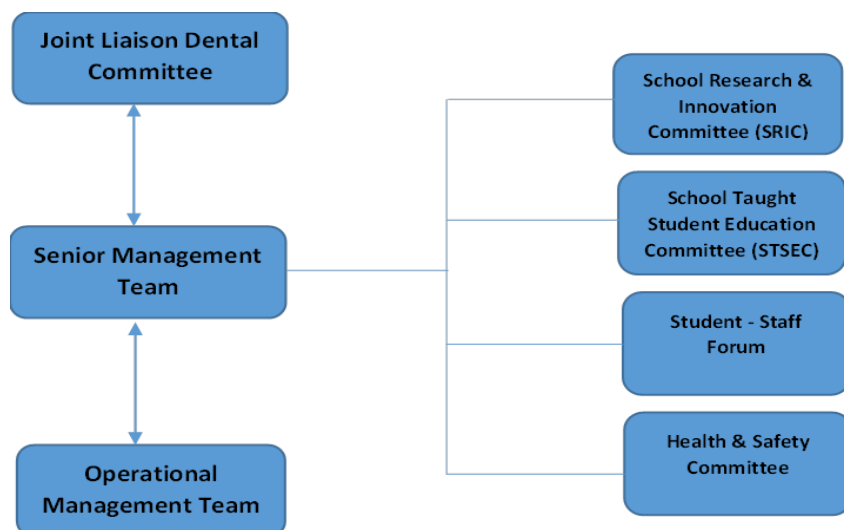 Joint Liaison Dental
Committee
Senior Management
Team
Operational
Management Team
School Research &
Innovation
Committee (SRIC)
School Taught
Student Education
Committee (STSEC)
Student - Staff
Forum
Health & Safety
Committee